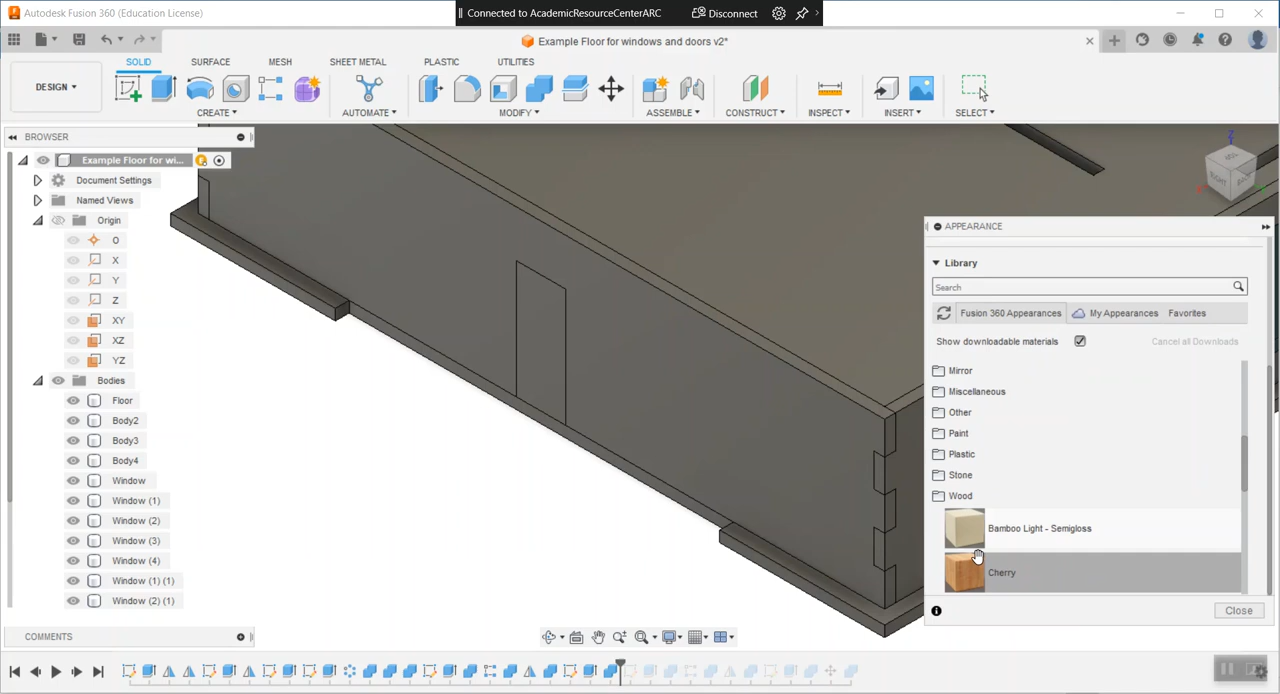 Autodesk Fusion 360 (Education License)
Connected to AcademicResourceCenterARC
Disconnect
Example Floor for windows and doors v2*
SOLID
SURFACE
MESH
SHEET METAL
PLASTIC
UTILITIES
DESIGN
CREATE
AUTOMATE
MODIFY
ASSEMBLE
CONSTRUCT
INSPECT
INSERT
SELECT
BROWSER
Example Floor for wi...
Document Settings
Named Views
Origin
O
X
Y
Z
XY
XZ
YZ
Bodies
Floor
Body2
Body3
Body4
Window
Window (1)
Window (2)
Window (3)
Window (4)
Window (1) (1)
Window (2) (1)
COMMENTS
Z
RIGHT
APPEARANCE
Library
Search
Fusion 360 Appearances
My Appearances
Favorites
Show downloadable materials
Cancel all Downloads
Mirror
Miscellaneous
Other
Paint
Plastic
Stone
Wood
Bamboo Light - Semigloss
Cherry
Close